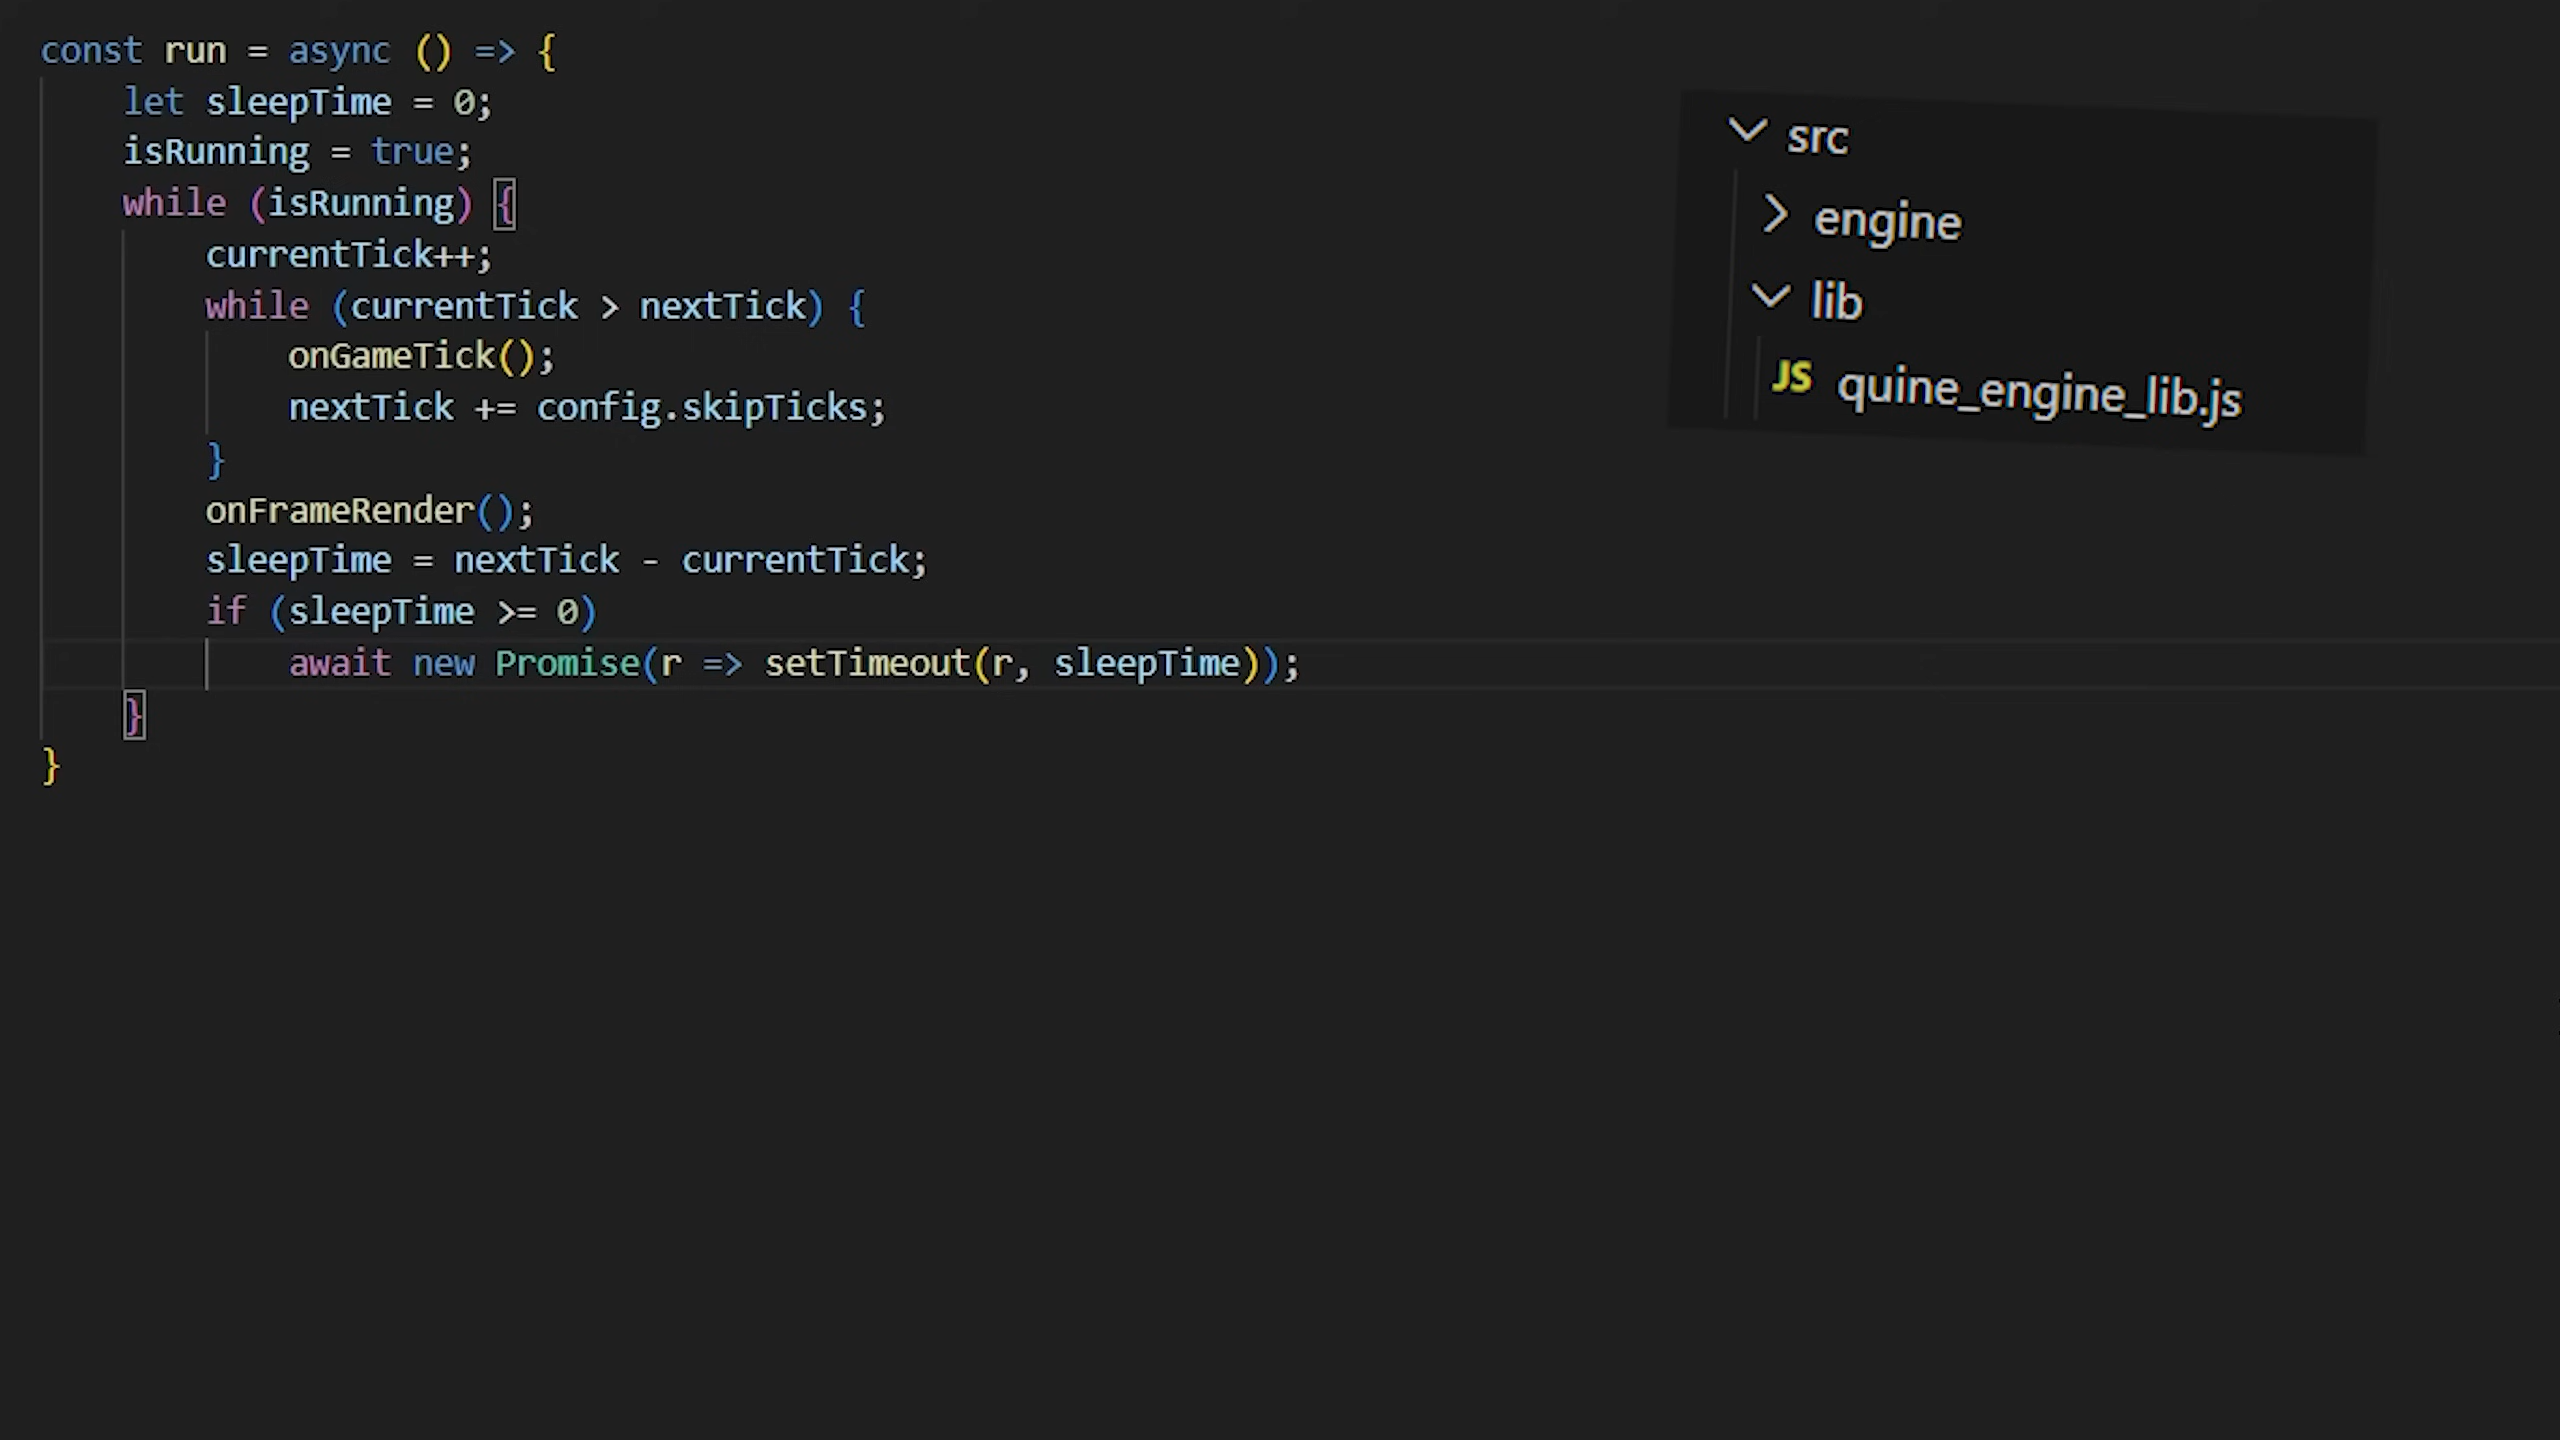 const run = async () => {
    let sleepTime = 0;
    isRunning = true;
    while (isRunning) {
        currentTick++;
        while (currentTick > nextTick) {
            onGameTick();
            nextTick += config.skipTicks;
        }
        onFrameRender();
        sleepTime = nextTick - currentTick;
        if (sleepTime >= 0)
            await new Promise(r => setTimeout(r, sleepTime));
    }
}
src
engine
lib
JS quine_engine_lib.js